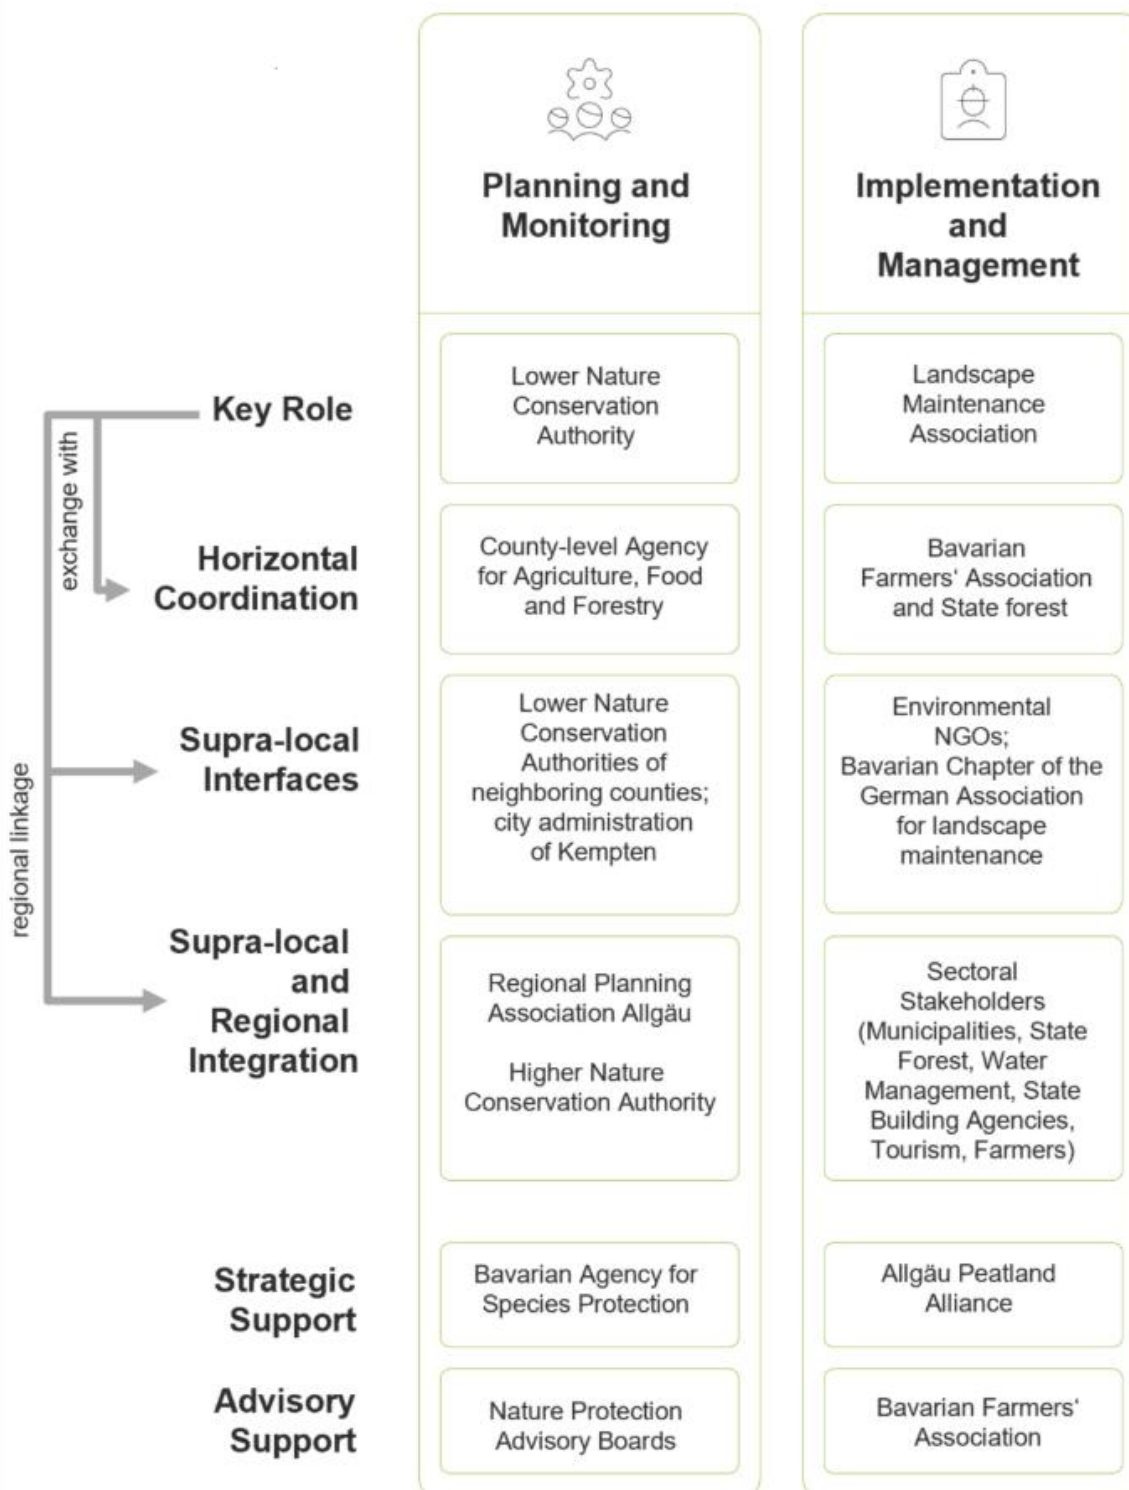 Planning and
Monitoring
Implementation
and
Management
Key Role
Lower Nature
Conservation
Authority
Landscape
Maintenance
Association
exchange with
Horizontal
Coordination
County-level Agency
for Agriculture, Food
and Forestry
Bavarian
Farmers‘ Association
and State forest
regional linkage
Supra-local
Interfaces
Lower Nature
Conservation
Authorities of
neighboring counties;
city administration
of Kempten
Environmental
NGOs;
Bavarian Chapter of the
German Association
for landscape
maintenance
Supra-local
and
Regional
Integration
Regional Planning
Association Allgäu
Higher Nature
Conservation Authority
Sectoral
Stakeholders
(Municipalities, State
Forest, Water
Management, State
Building Agencies,
Tourism, Farmers)
Strategic
Support
Bavarian Agency for
Species Protection
Allgäu Peatland
Alliance
Advisory
Support
Nature Protection
Advisory Boards
Bavarian Farmers‘
Association